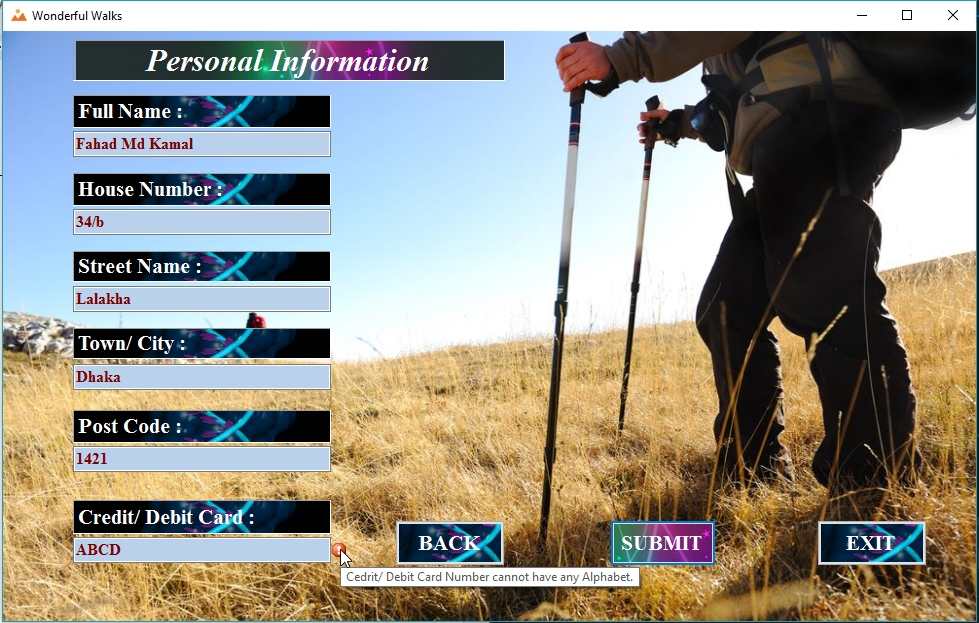 Wonderful Walks
Personal Information
Full Name :
Fahad Md Kamal
House Number :
34/b
Street Name :
Lalakha
Town/ City :
Dhaka
Post Code :
1421
Credit/ Debit Card :
ABCD
BACK
SUBMIT
EXIT
Cedrit/ Debit Card Number cannot have any Alphabet.